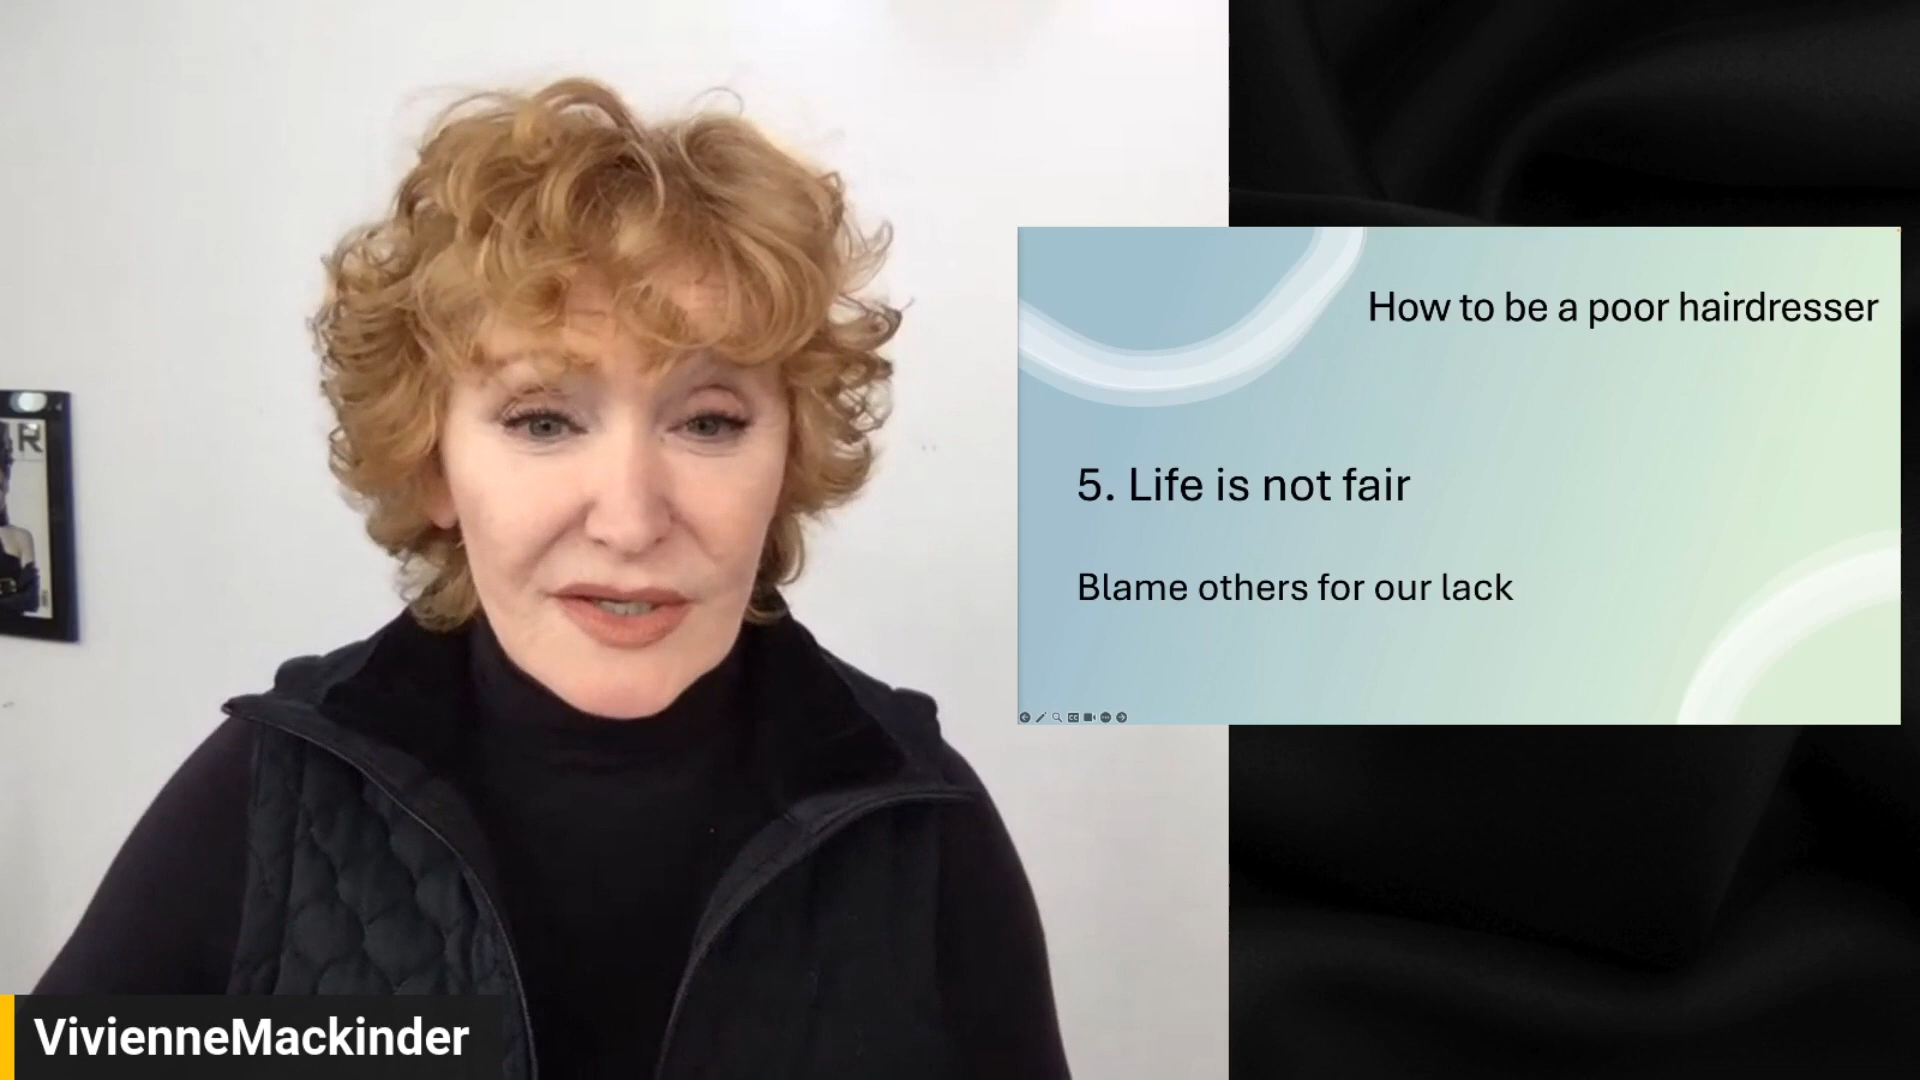 How to be a poor hairdresser
5. Life is not fair
Blame others for our lack
R
VivienneMackinder